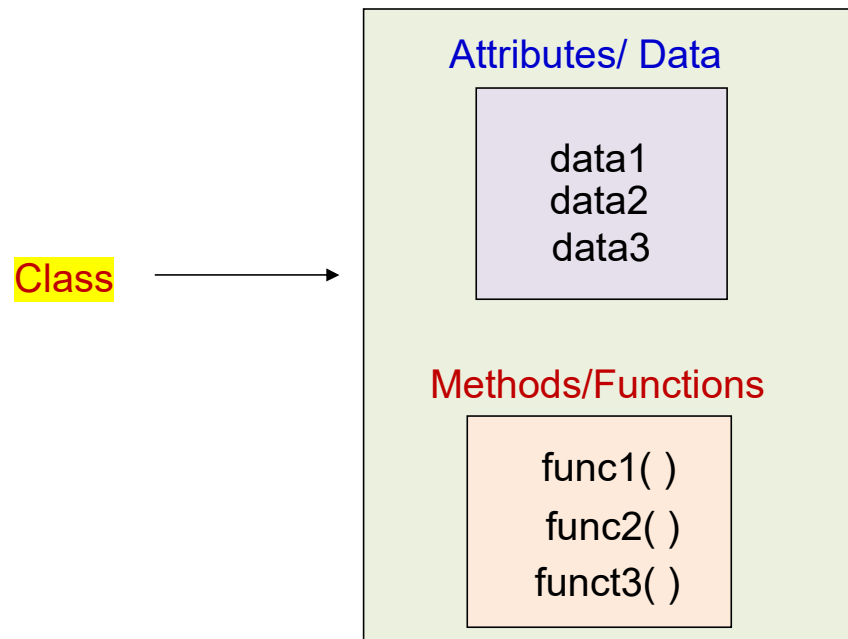 Attributes/ Data
data1
data2
data3
Class
Methods/Functions
func1( )
func2( )
funct3( )